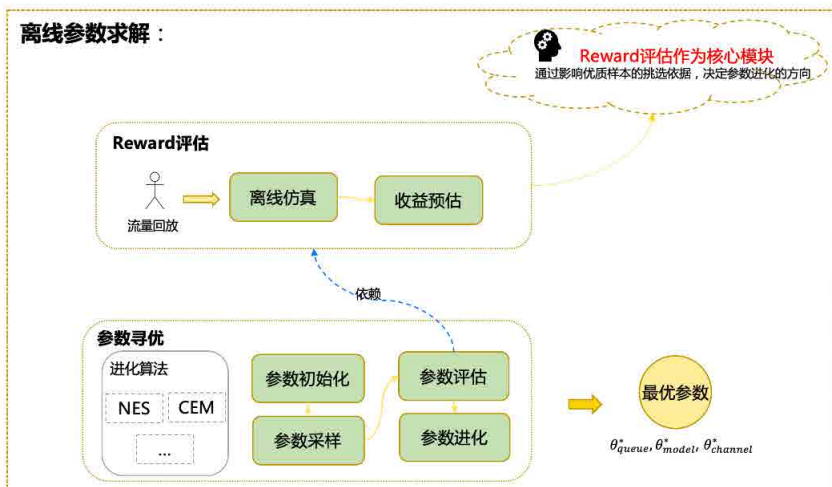 离线参数求解：
Reward评估作为核心模块
通过影响优质样本的挑选依据，决定参数进化的方向
Reward评估
流量回放
离线仿真
收益预估
依赖
参数寻优
进化算法
NES
CEM
...
参数初始化
参数采样
参数评估
参数进化
最优参数
θ*queue, θ*model, θ*channel